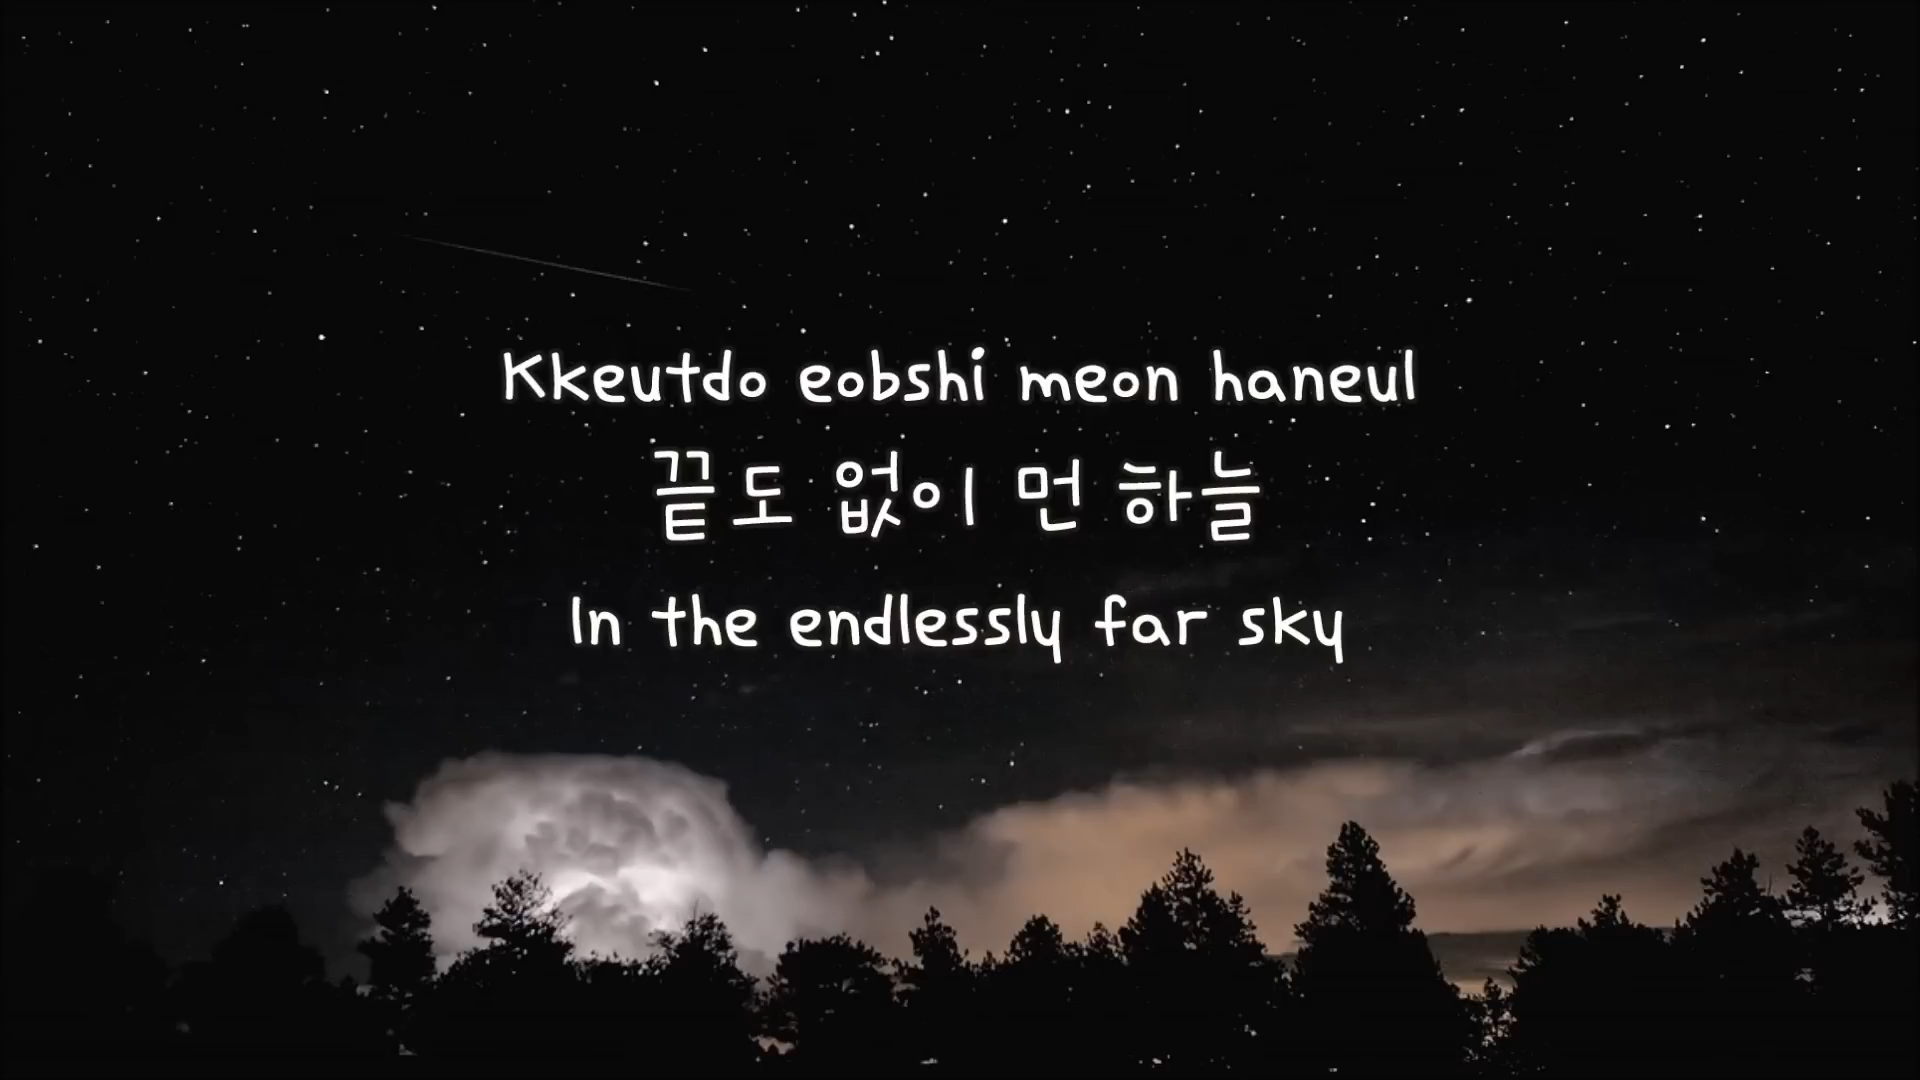 Kkeutdo eobshi meon haneul
끝도 없이 먼 하늘
In the endlessly far sky